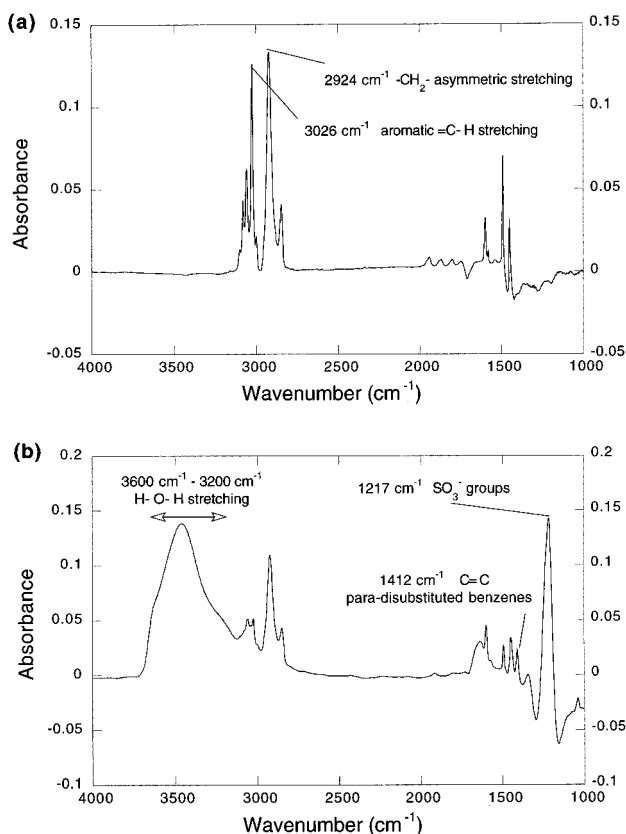 (a)
0.15
0.15
2924 cm⁻¹ -CH₂- asymmetric stretching
0.1
0.1
3026 cm⁻¹ aromatic =C- H stretching
Absorbance
0.05
0.05
0
0
-0.05
-0.05
4000 3500 3000 2500 2000 1500 1000
Wavenumber (cm⁻¹)
(b)
0.2
0.2
3600 cm⁻¹ - 3200 cm⁻¹
H- O- H stretching
1217 cm⁻¹ SO₃⁻ groups
0.15
0.15
1412 cm⁻¹ C=C
para-disubstituted benzenes
0.1
0.1
Absorbance
0.05
0.05
0
0
-0.05
-0.05
-0.1
-0.1
4000 3500 3000 2500 2000 1500 1000
Wavenumber (cm⁻¹)